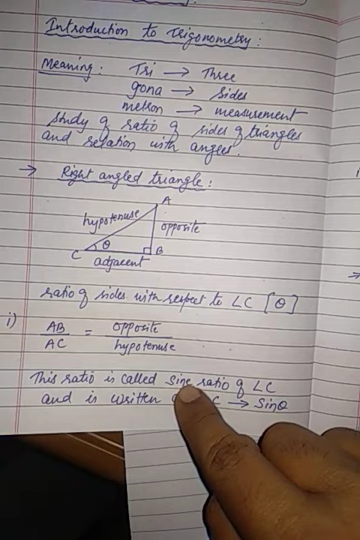 Introduction to Trigonometry:
Meaning: Tri → Three
gona → sides
metron → measurement
study of ratio of sides of triangles
and relation with angles.
→ Right angled triangle:
A
hypotenuse
opposite
θ
C
B
adjacent
ratio of sides with respect to ∠C [θ]
i) AB/AC = opposite/hypotenuse
This ratio is called Sine ratio of ∠C
and is written C → Sinθ